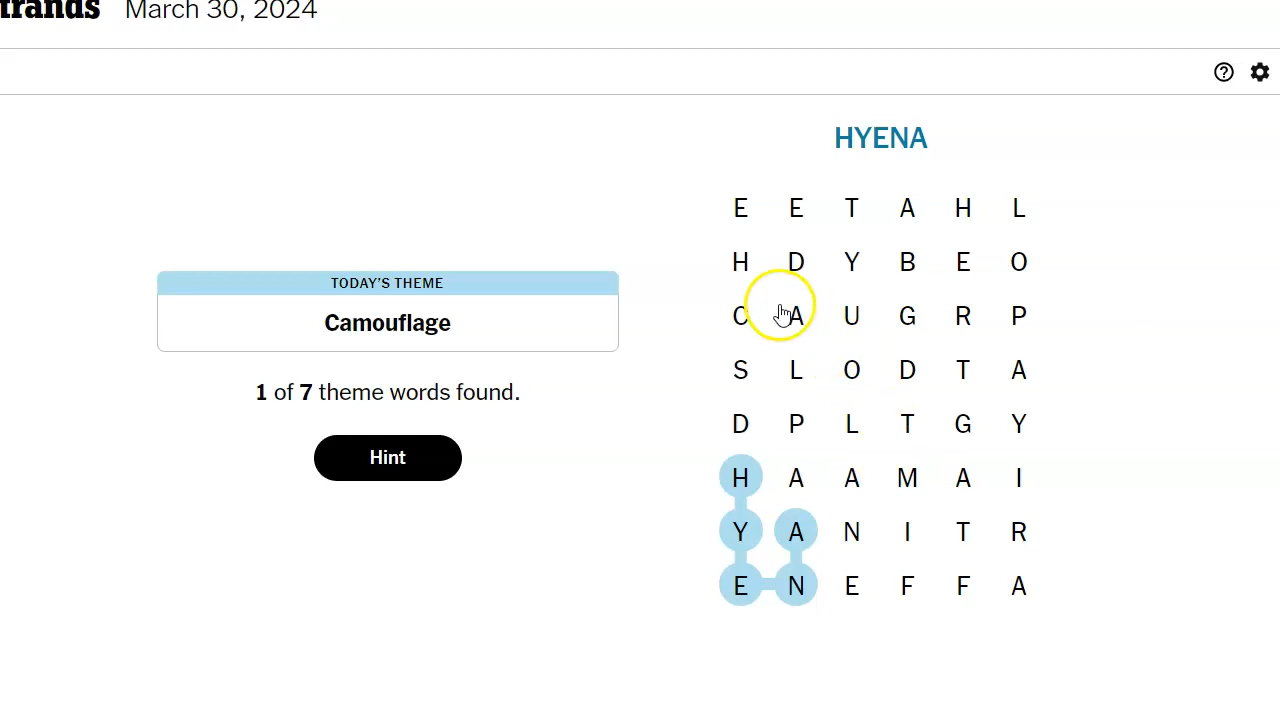 trands March 30, 2024
HYENA
TODAY'S THEME
Camouflage
1 of 7 theme words found.
Hint
E E T A H L
H D Y B E O
C A U G R P
S L O D T A
D P L T G Y
H A A M A I
Y A N I T R
E N E F F A